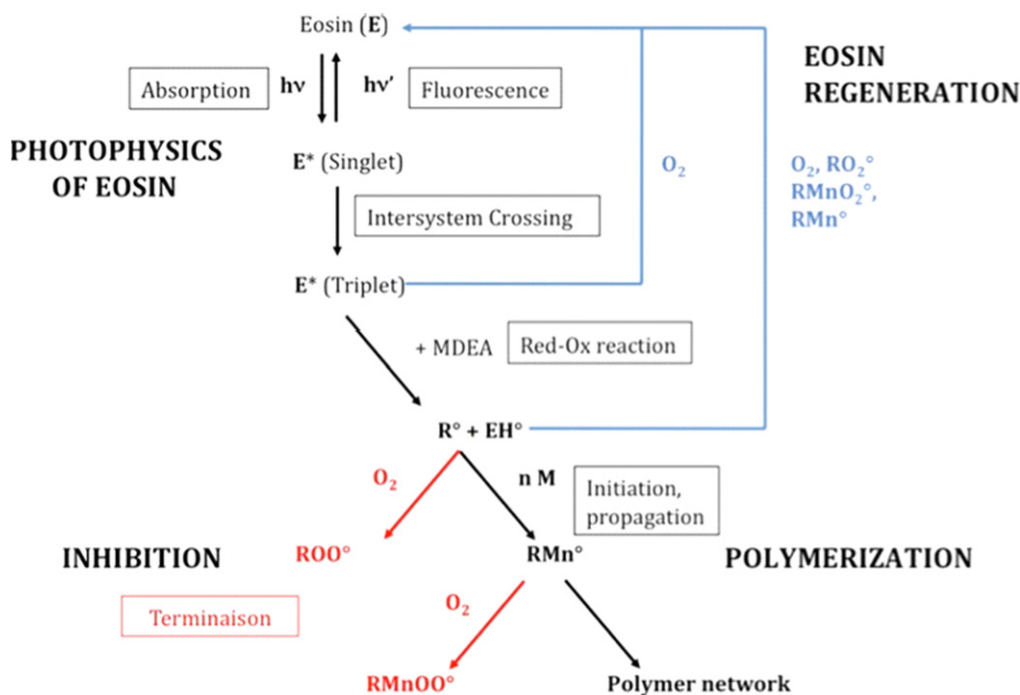 Eosin (E)
EOSIN
REGENERATION
Absorption
hν
hν'
Fluorescence
PHOTOPHYSICS
OF EOSIN
E* (Singlet)
O₂
O₂, RO₂°
RMnO₂°,
RMn°
Intersystem Crossing
E* (Triplet)
+ MDEA
Red-Ox reaction
R° + EH°
O₂
n M
Initiation,
propagation
INHIBITION
ROO°
RMn°
POLYMERIZATION
Terminaison
O₂
RMnOO°
Polymer network